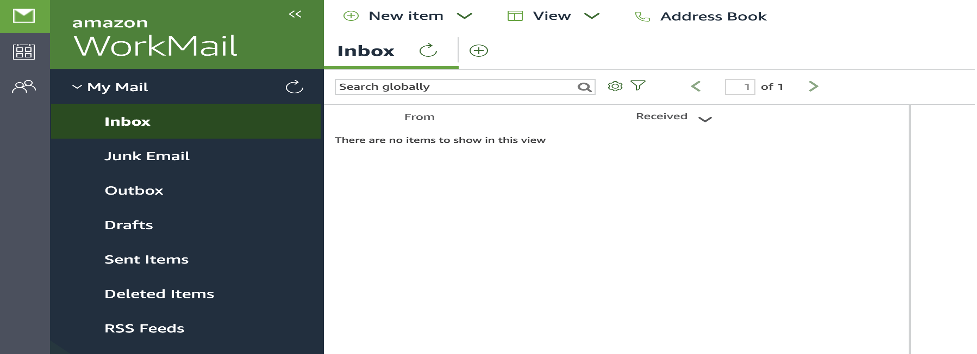 amazon
WorkMail
My Mail
Inbox
Junk Email
Outbox
Drafts
Sent Items
Deleted Items
RSS Feeds
New item View Address Book
Inbox
Search globally 1 of 1
From Received
There are no items to show in this view